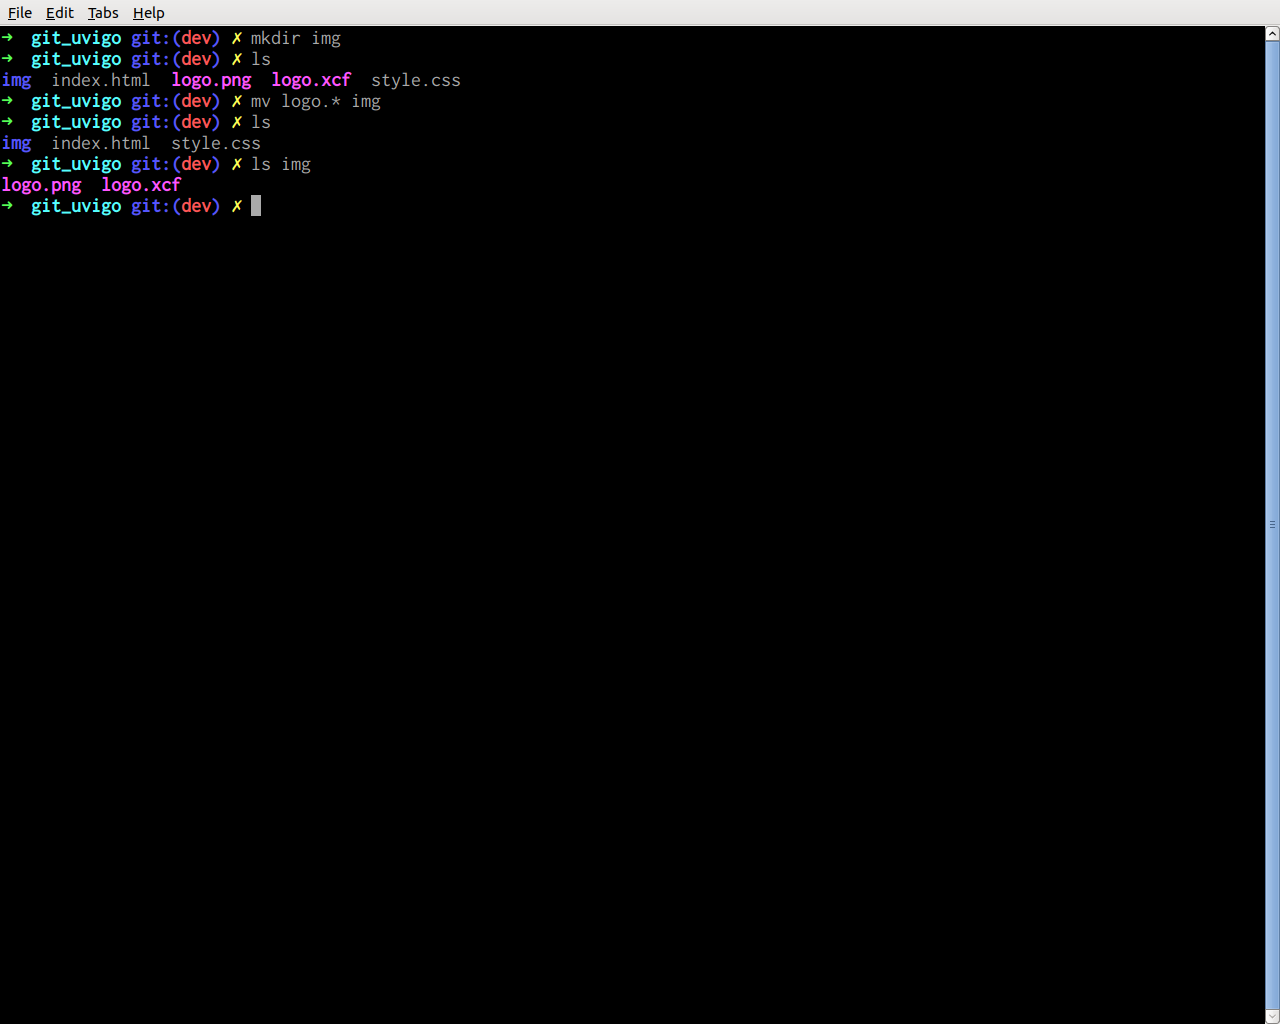 File Edit Tabs Help
➜  git_uvigo git:(dev) ✗ mkdir img
➜  git_uvigo git:(dev) ✗ ls
img  index.html  logo.png  logo.xcf  style.css
➜  git_uvigo git:(dev) ✗ mv logo.* img
➜  git_uvigo git:(dev) ✗ ls
img  index.html  style.css
➜  git_uvigo git:(dev) ✗ ls img
logo.png  logo.xcf
➜  git_uvigo git:(dev) ✗